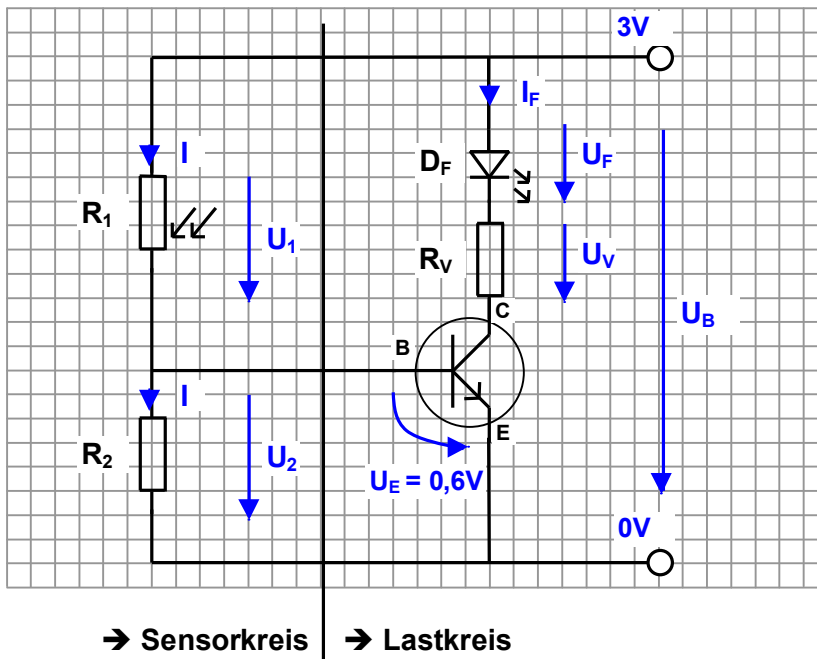 3V
I_F
I
D_F
U_F
R_1
U_1
R_V
U_V
C
U_B
B
I
E
R_2
U_2
U_E = 0,6V
0V
➔ Sensorkreis ➔ Lastkreis